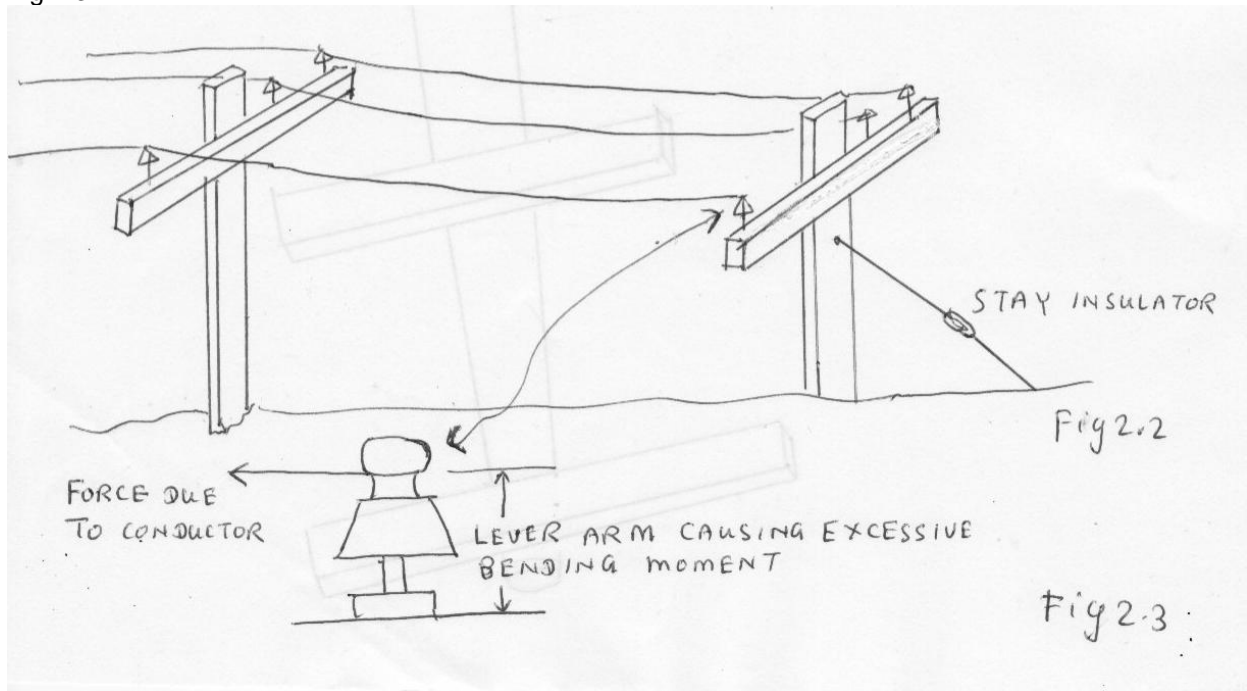 STAY INSULATOR
Fig 2.2
FORCE DUE
TO CONDUCTOR
LEVER ARM CAUSING EXCESSIVE
BENDING MOMENT
Fig 2.3